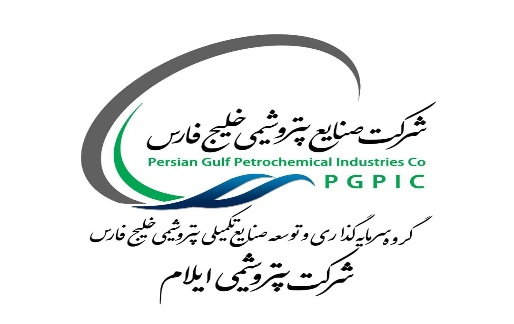 شرکت صنایع پتروشیمی خلیج فارس
Persian Gulf Petrochemical Industries Co
PGPIC
گروه سرمایه گذاری و توسعه صنایع تکمیلی پتروشیمی خلیج فارس
شرکت پتروشیمی ایلام